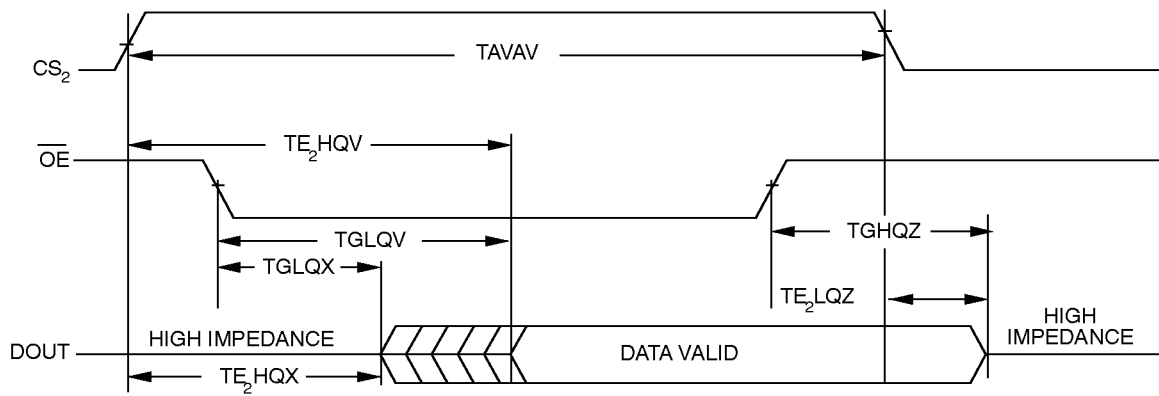 TAVAV
CS₂
TE₂HQV
OE
TGLQV
TGHQZ
TGLQX
TE₂LQZ
HIGH IMPEDANCE
DATA VALID
HIGH
IMPEDANCE
DOUT
TE₂HQX